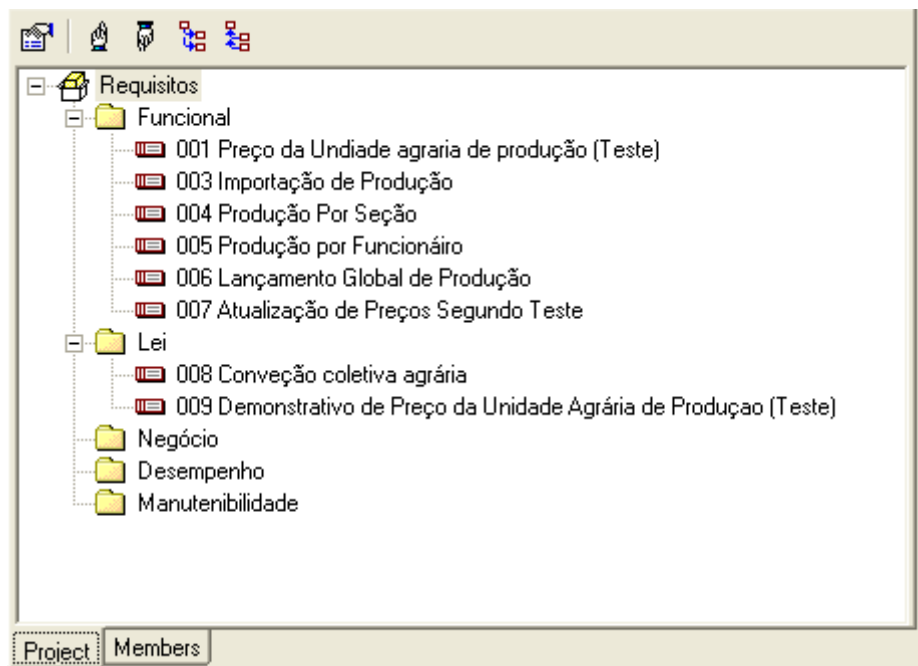 Requisitos
Funcional
001 Preço da Undiade agraria de produção (Teste)
003 Importação de Produção
004 Produção Por Seção
005 Produção por Funcionáiro
006 Lançamento Global de Produção
007 Atualização de Preços Segundo Teste
Lei
008 Conveção coletiva agrária
009 Demonstrativo de Preço da Unidade Agrária de Produçao (Teste)
Negócio
Desempenho
Manutenibilidade
Project Members